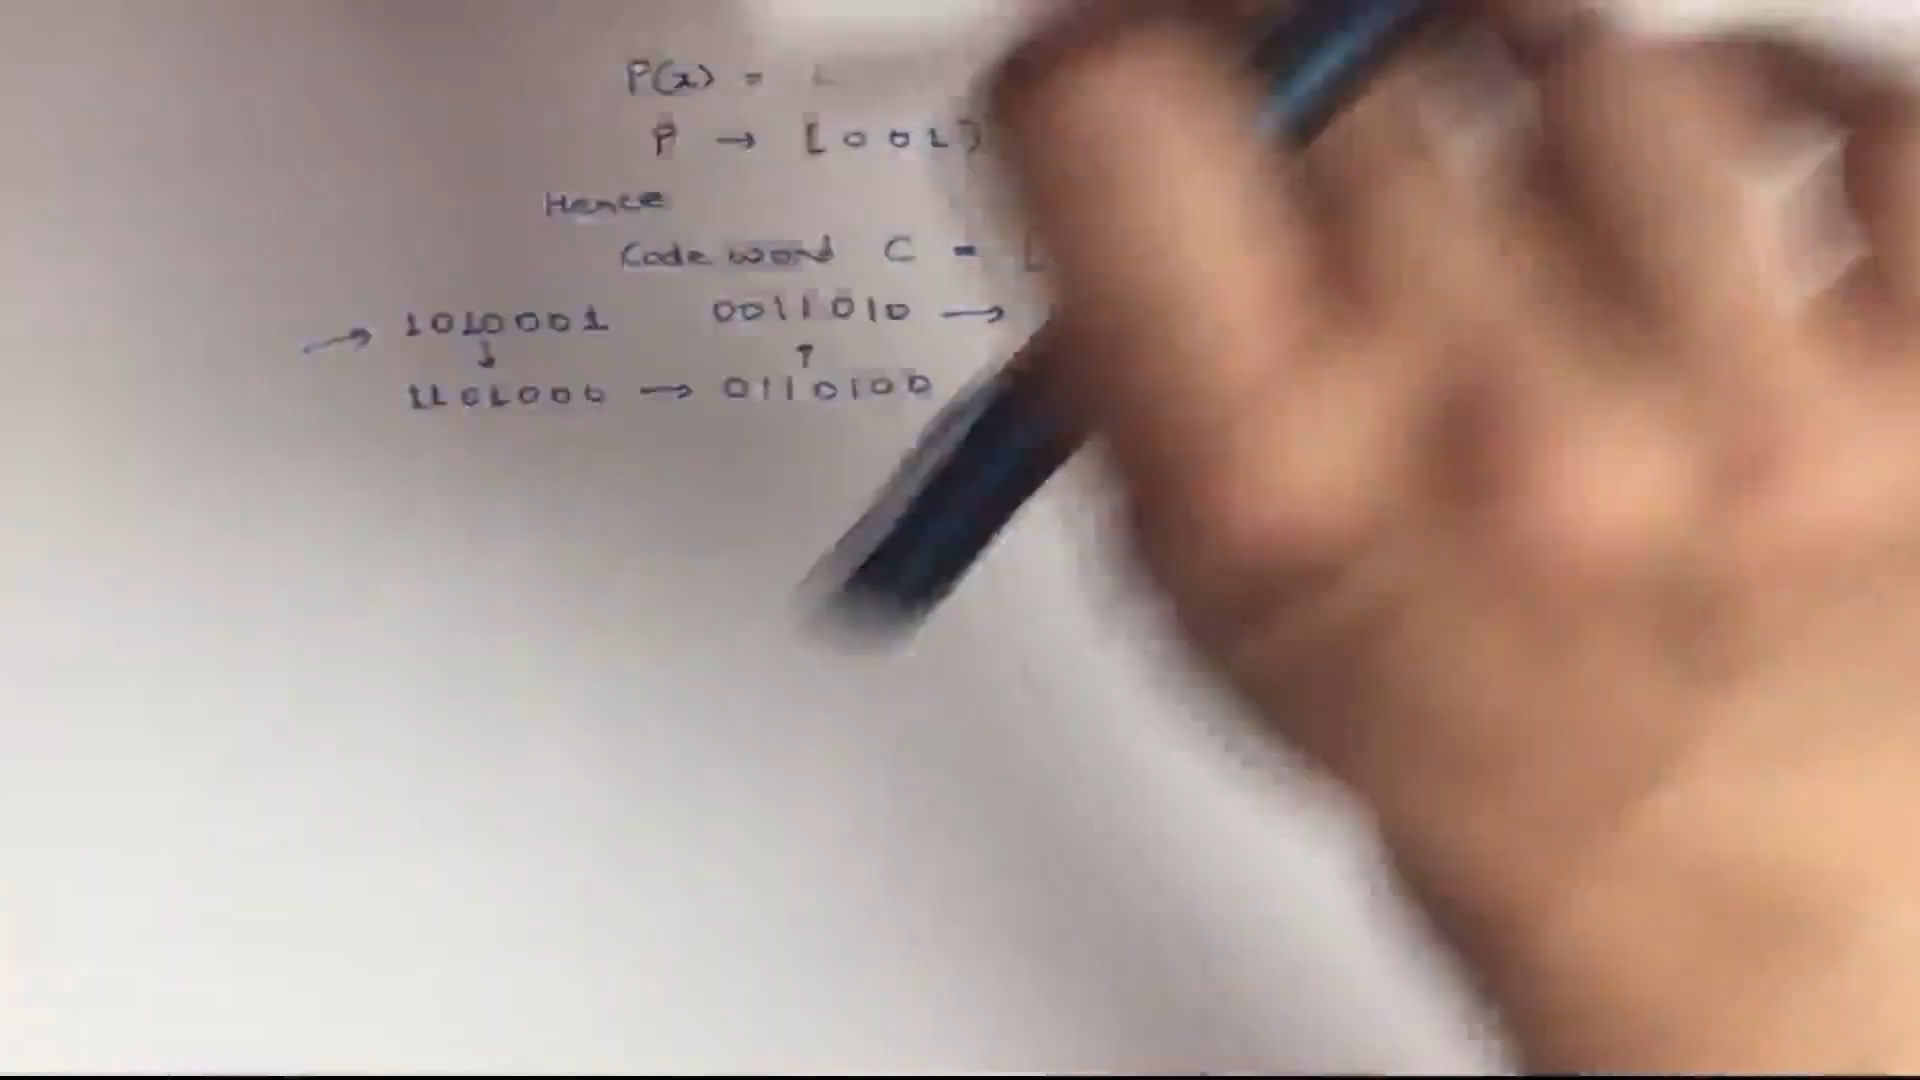 P(x) =
P → [0 0 1]
Hence
Code word C = [
→ 1010001 0011010 →
↓ ↑
1101000 → 0110100